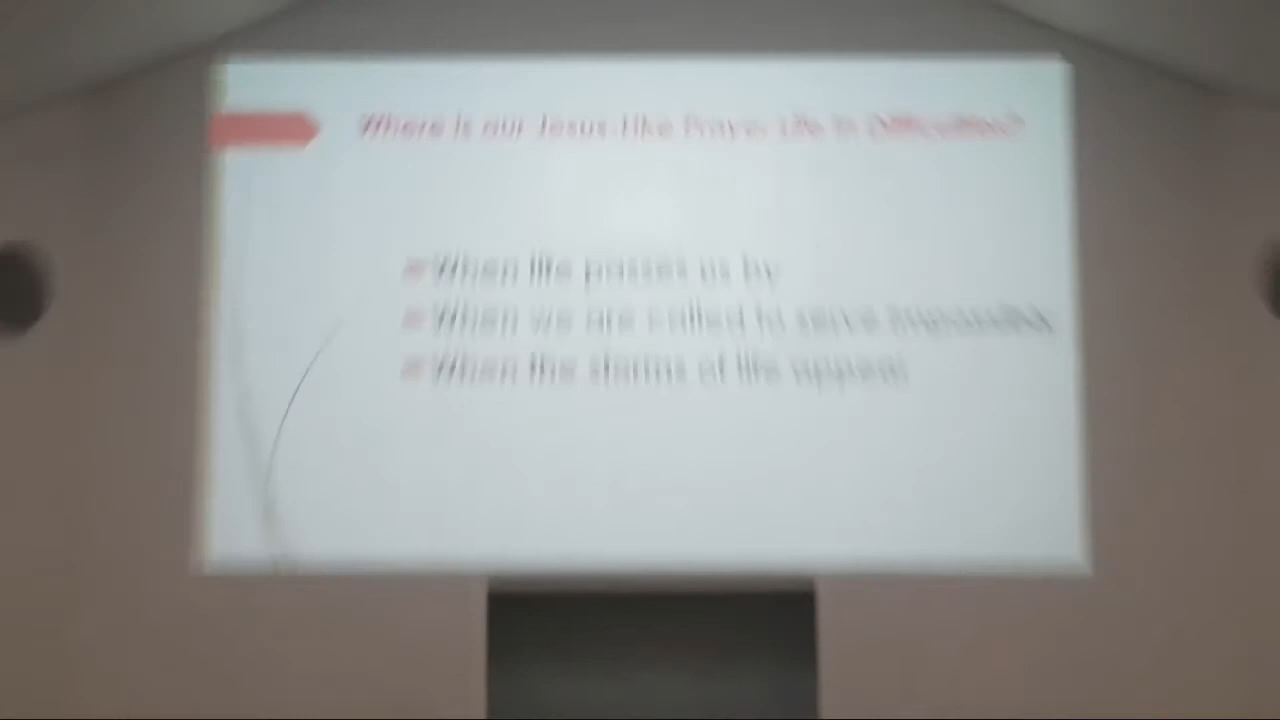 Where is our Jesus-Like Prayer Life in Difficulties?
When life passes us by
When we are called to serve
When the storms of life appear